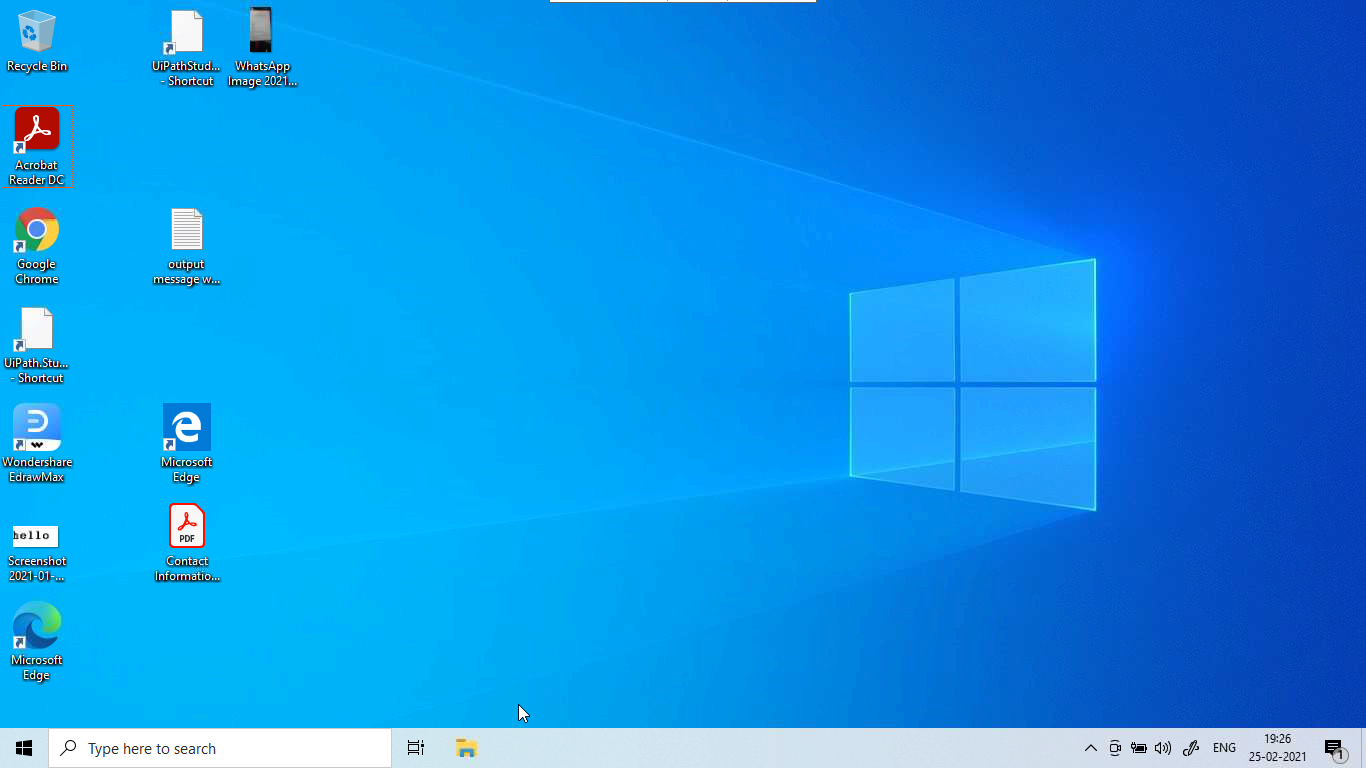 Recycle Bin
UiPathStud...
- Shortcut
WhatsApp
Image 2021...
Acrobat
Reader DC
Google
Chrome
output
message w...
UiPath.Stu...
- Shortcut
Wondershare
EdrawMax
Microsoft
Edge
hello
Screenshot
2021-01-...
PDF
Contact
Informatio...
Microsoft
Edge
Type here to search
ENG
19:26
25-02-2021
1